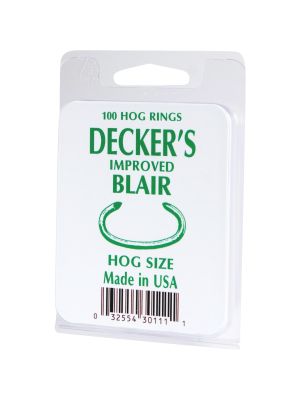 100 HOG RINGS
DECKER'S
IMPROVED
BLAIR
HOG SIZE
Made in USA
0 32554 30111 1